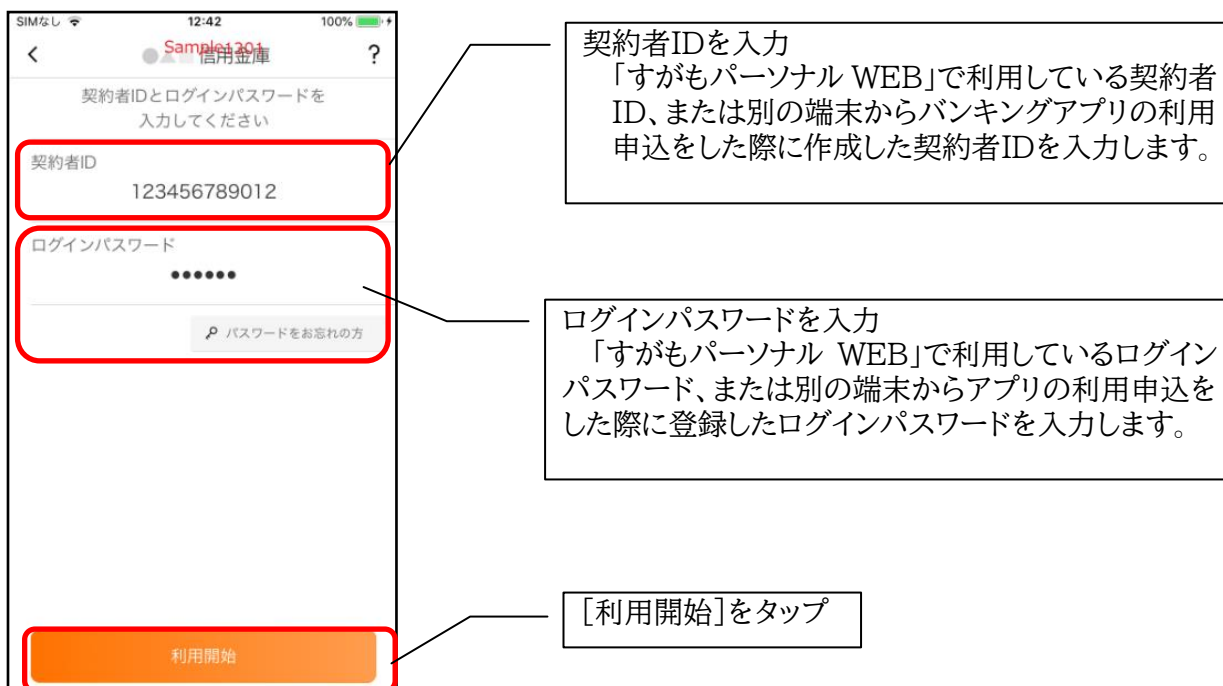 SIMなし 12:42 100%
Sample1201
信用金庫 ?
契約者IDとログインパスワードを
入力してください
契約者ID
123456789012
ログインパスワード
●●●●●●
パスワードをお忘れの方
利用開始
契約者IDを入力
「すがもパーソナル WEB」で利用している契約者
ID、または別の端末からバンキングアプリの利用
申込をした際に作成した契約者IDを入力します。
ログインパスワードを入力
「すがもパーソナル WEB」で利用しているログイン
パスワード、または別の端末からアプリの利用申込を
した際に登録したログインパスワードを入力します。
[利用開始]をタップ